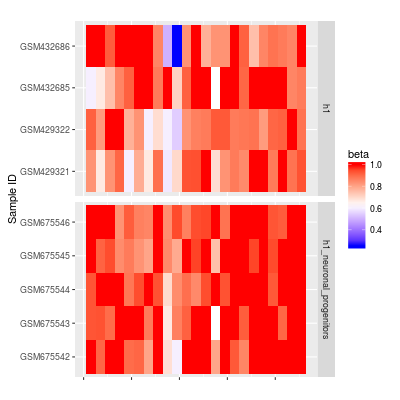 GSM432686
GSM432685
GSM429322
GSM429321
h1
GSM675546
GSM675545
GSM675544
GSM675543
GSM675542
h1_neuronal_progenitors
Sample ID
beta
1.0
0.8
0.6
0.4